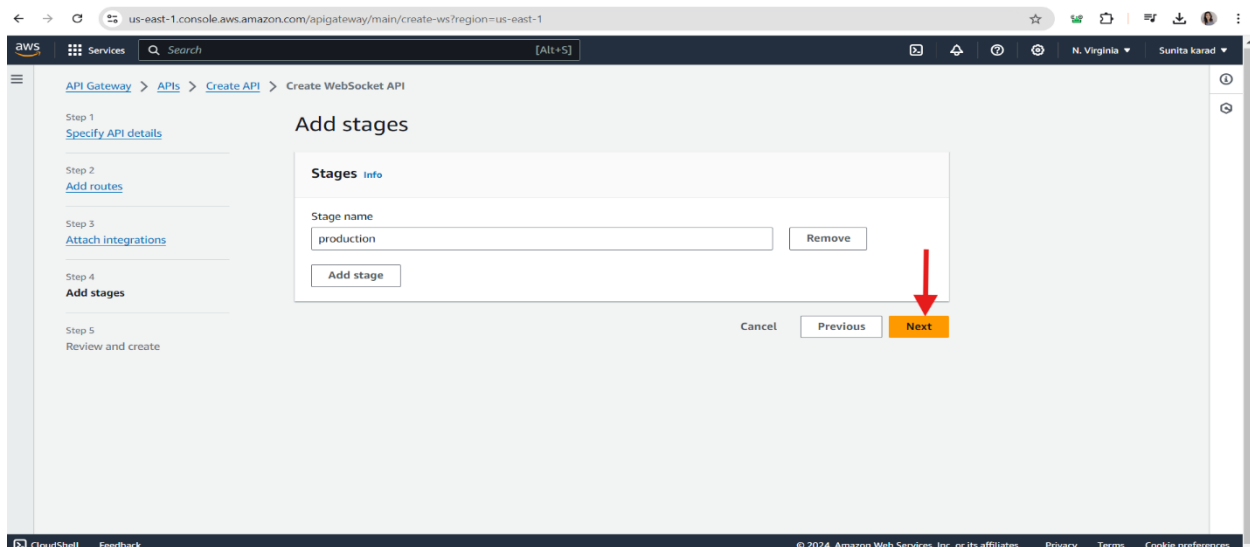 us-east-1.console.aws.amazon.com/apigateway/main/create-ws?region=us-east-1
aws Services Search [Alt+S] N. Virginia Sunita karad
API Gateway > APIs > Create API > Create WebSocket API
Step 1
Specify API details
Step 2
Add routes
Step 3
Attach integrations
Step 4
Add stages
Step 5
Review and create
Add stages
Stages Info
Stage name
production Remove
Add stage
Cancel Previous Next
CloudShell Feedback © 2024, Amazon Web Services, Inc. or its affiliates. Privacy Terms Cookie preferences